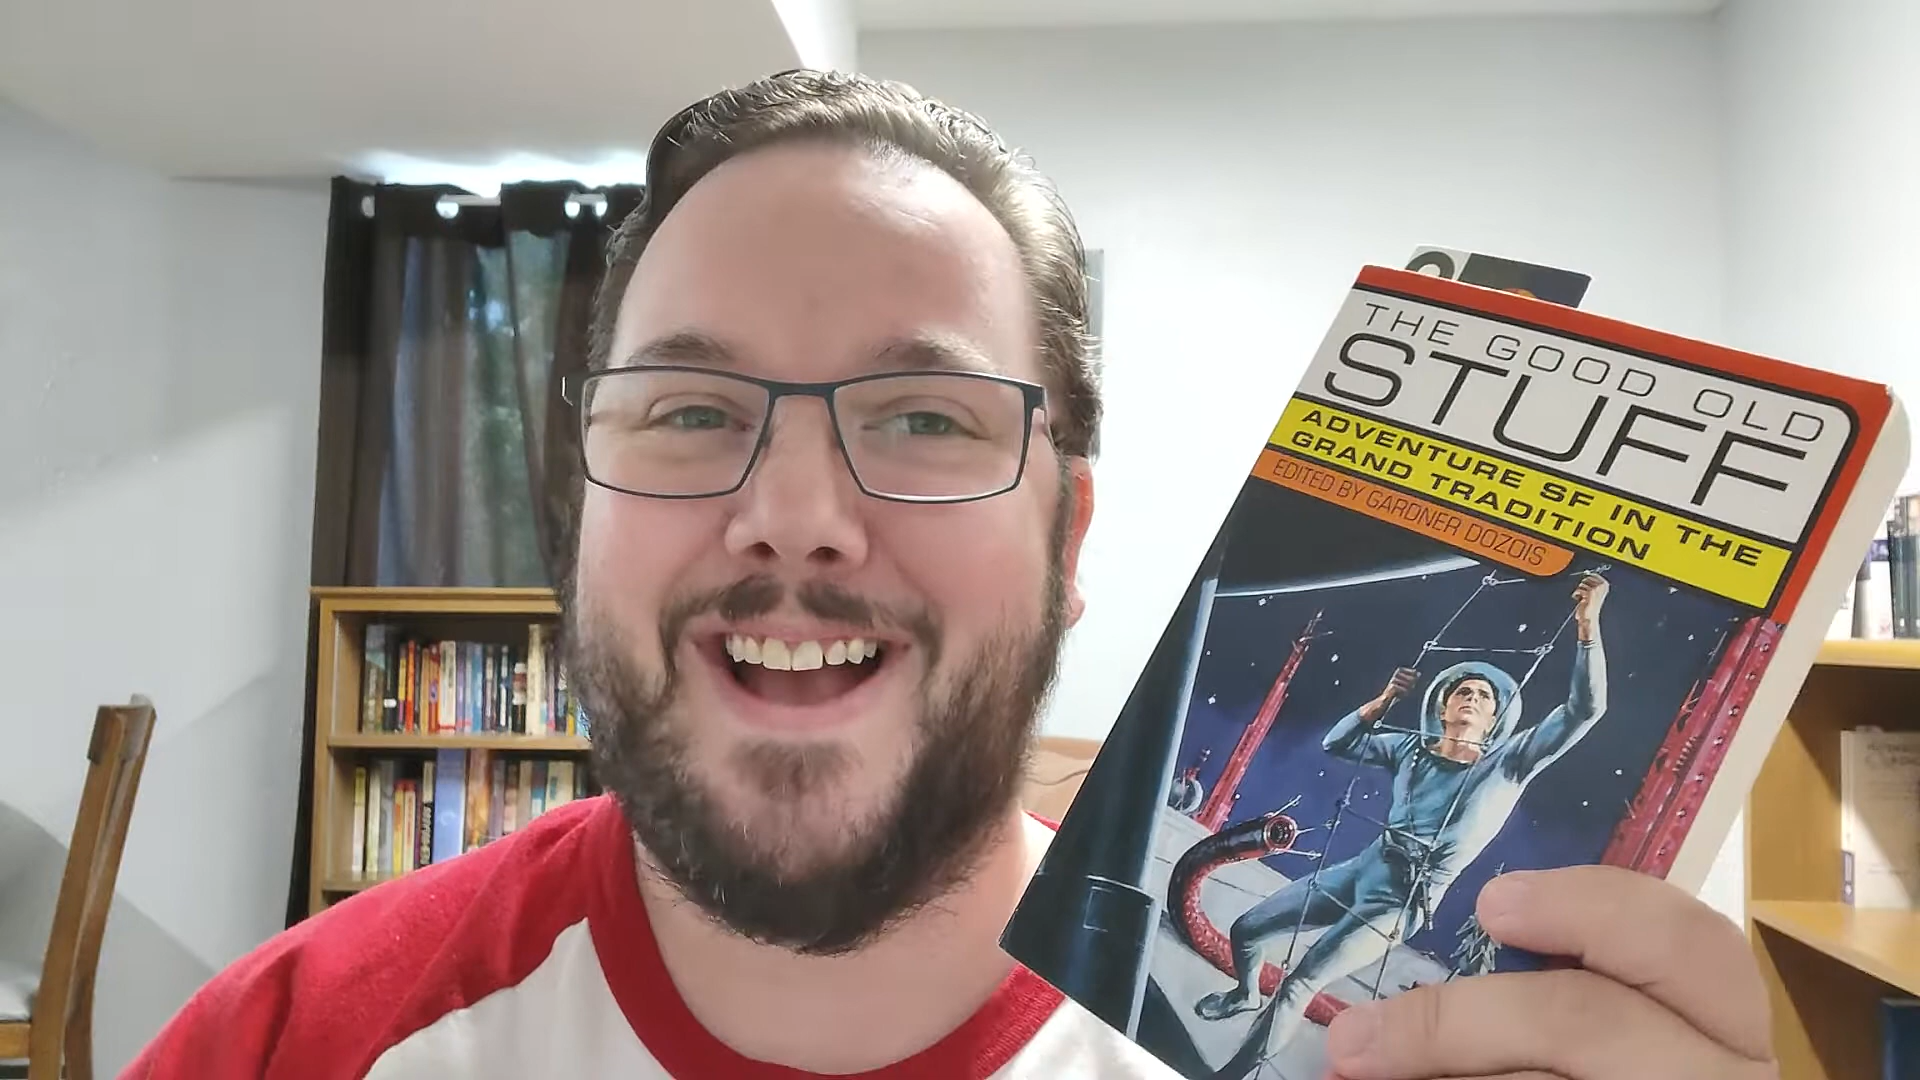 THE GOOD OLD
STUFF
ADVENTURE SF IN THE
GRAND TRADITION
EDITED BY GARDNER DOZOIS